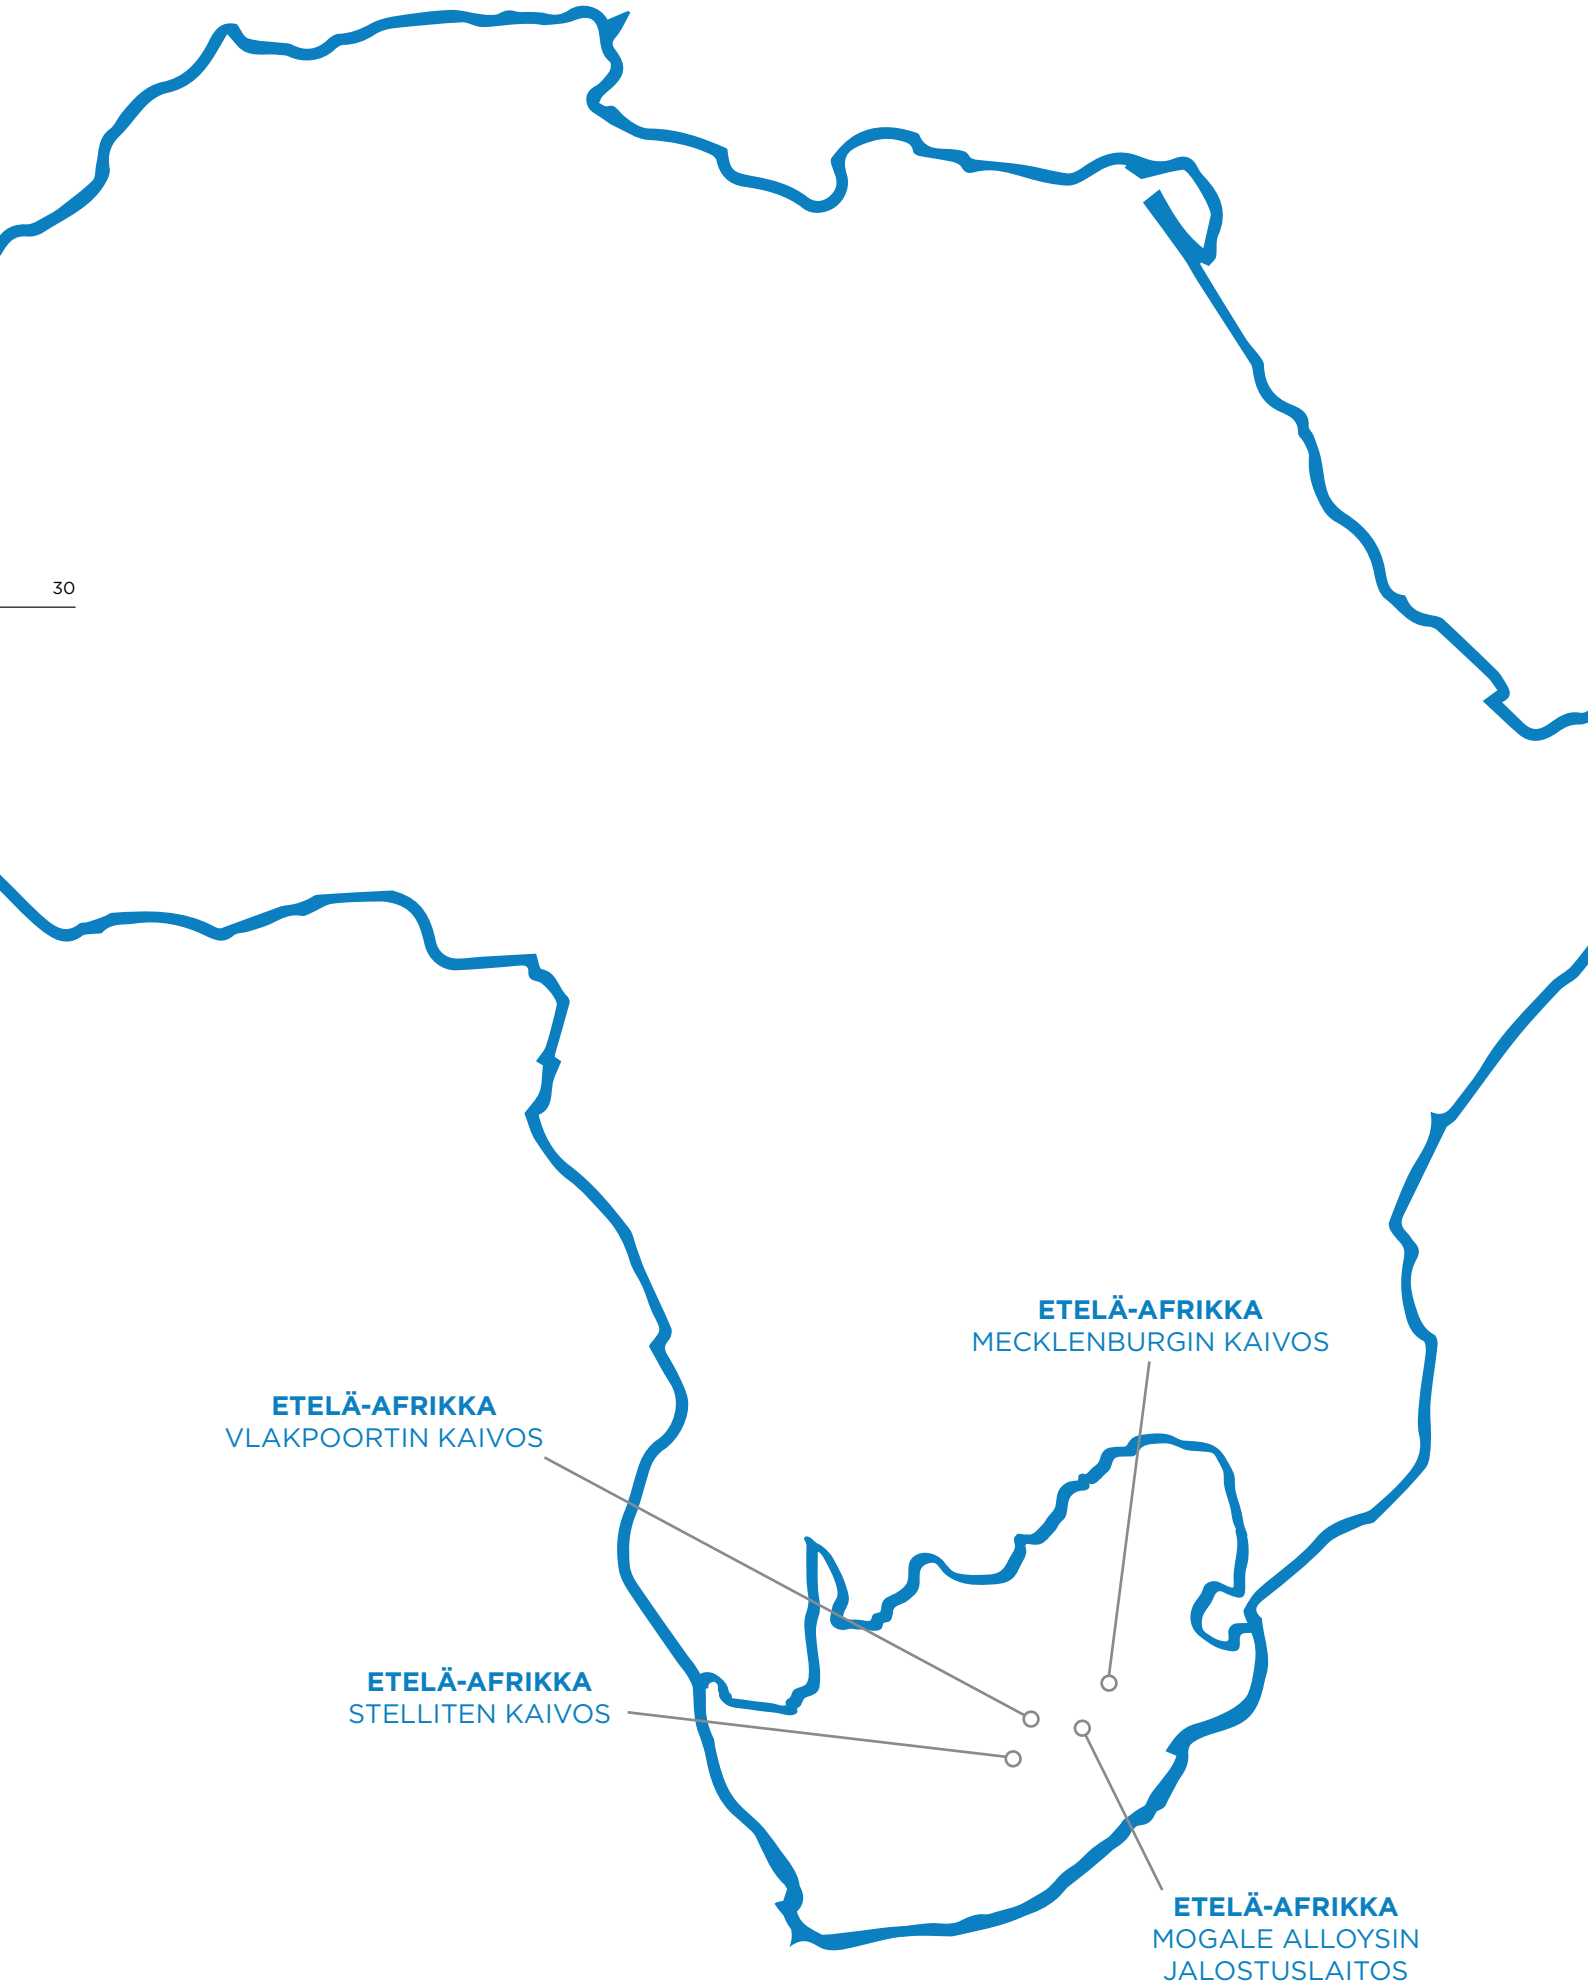 30
ETELÄ-AFRIKKA
MECKLENBURGIN KAIVOS
ETELÄ-AFRIKKA
VLAKPOORTIN KAIVOS
ETELÄ-AFRIKKA
STELLITEN KAIVOS
ETELÄ-AFRIKKA
MOGALE ALLOYSIN
JALOSTUSLAITOS